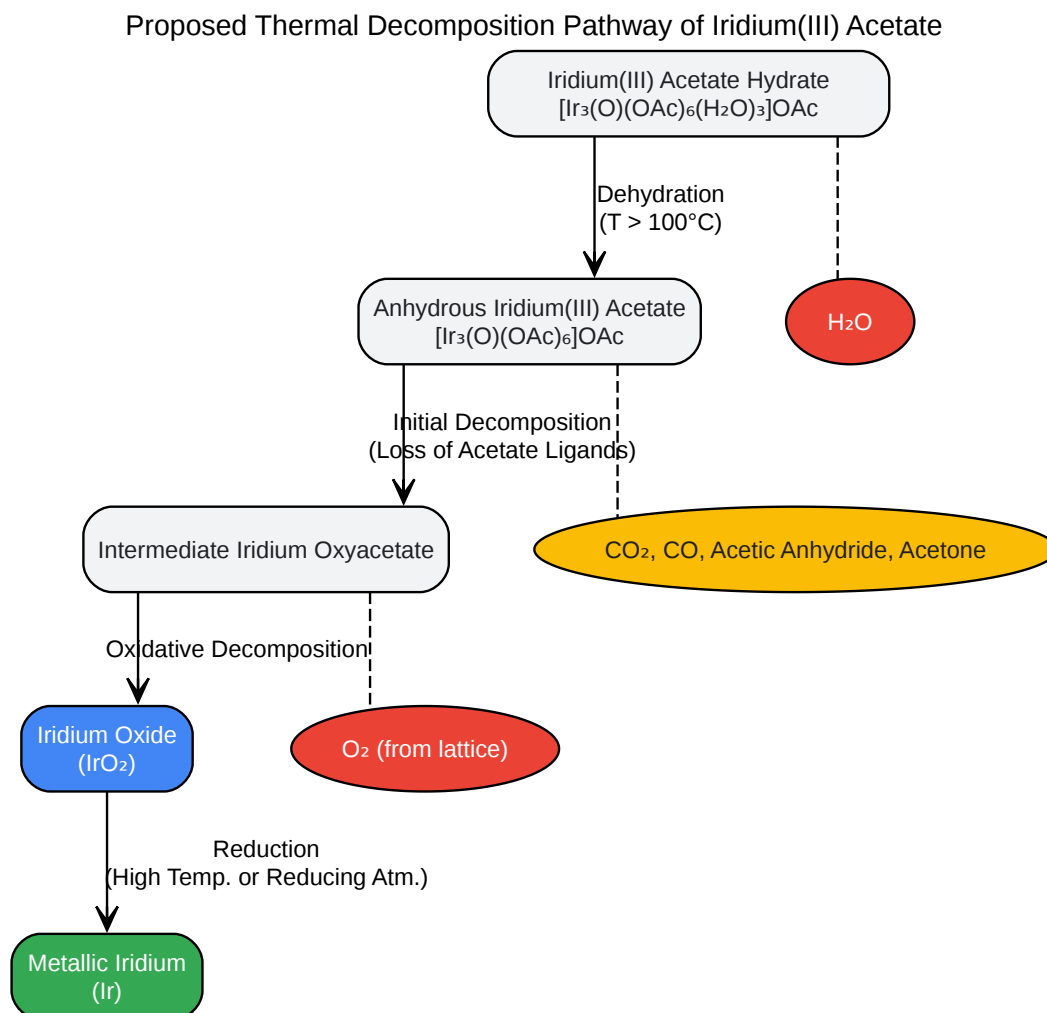 Proposed Thermal Decomposition Pathway of Iridium(III) Acetate
Iridium(III) Acetate Hydrate
[Ir₃(O)(OAc)₆(H₂O)₃]OAc
Dehydration
(T > 100°C)
Anhydrous Iridium(III) Acetate
[Ir₃(O)(OAc)₆]OAc
H₂O
Initial Decomposition
(Loss of Acetate Ligands)
Intermediate Iridium Oxyacetate
CO₂, CO, Acetic Anhydride, Acetone
Oxidative Decomposition
Iridium Oxide
(IrO₂)
O₂ (from lattice)
Reduction
(High Temp. or Reducing Atm.)
Metallic Iridium
(Ir)